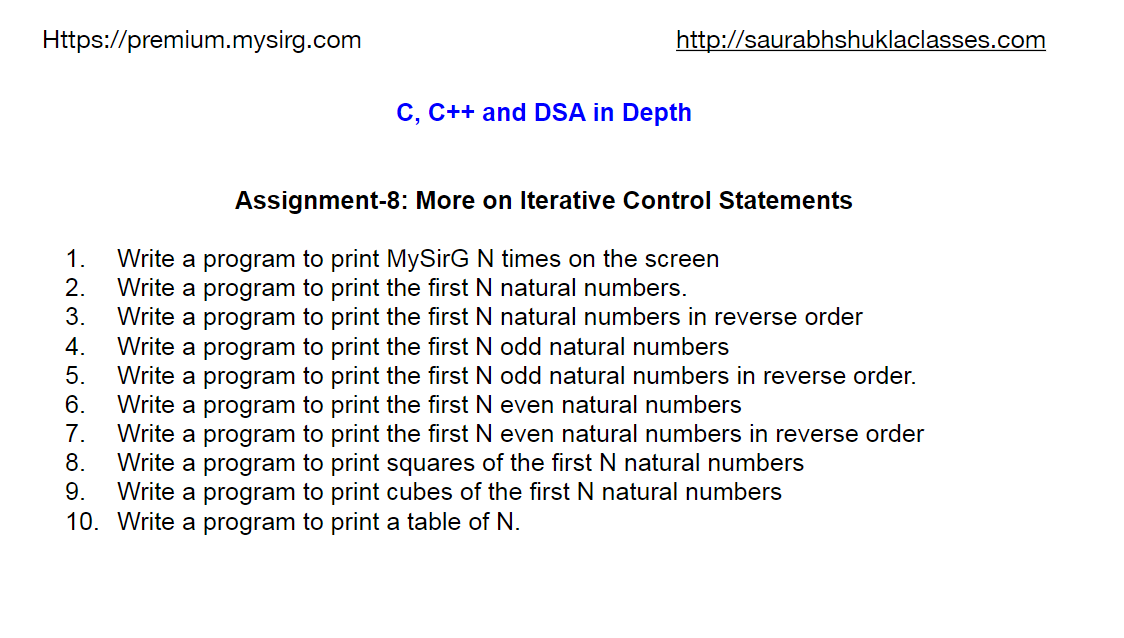 Https://premium.mysirg.com http://saurabhshuklaclasses.com
C, C++ and DSA in Depth
Assignment-8: More on Iterative Control Statements
1. Write a program to print MySirG N times on the screen
2. Write a program to print the first N natural numbers.
3. Write a program to print the first N natural numbers in reverse order
4. Write a program to print the first N odd natural numbers
5. Write a program to print the first N odd natural numbers in reverse order.
6. Write a program to print the first N even natural numbers
7. Write a program to print the first N even natural numbers in reverse order
8. Write a program to print squares of the first N natural numbers
9. Write a program to print cubes of the first N natural numbers
10. Write a program to print a table of N.